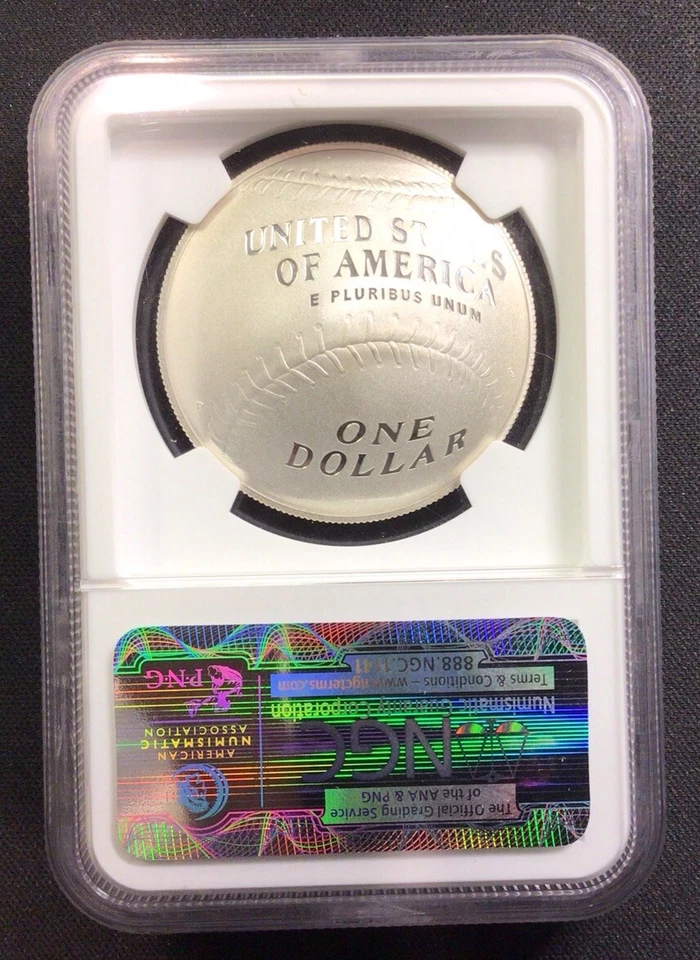 UNITED ST S
OF AMERICA
E PLURIBUS UNUM
ONE
DOLLAR
The Official Grading Service
of the ANA & PNG
NGC
Numismatic Guaranty Corporation
Terms & Conditions – www.ngcterms.com
888.NGC.1141
AMERICAN
NUMISMATIC
ASSOCIATION
P·N·G